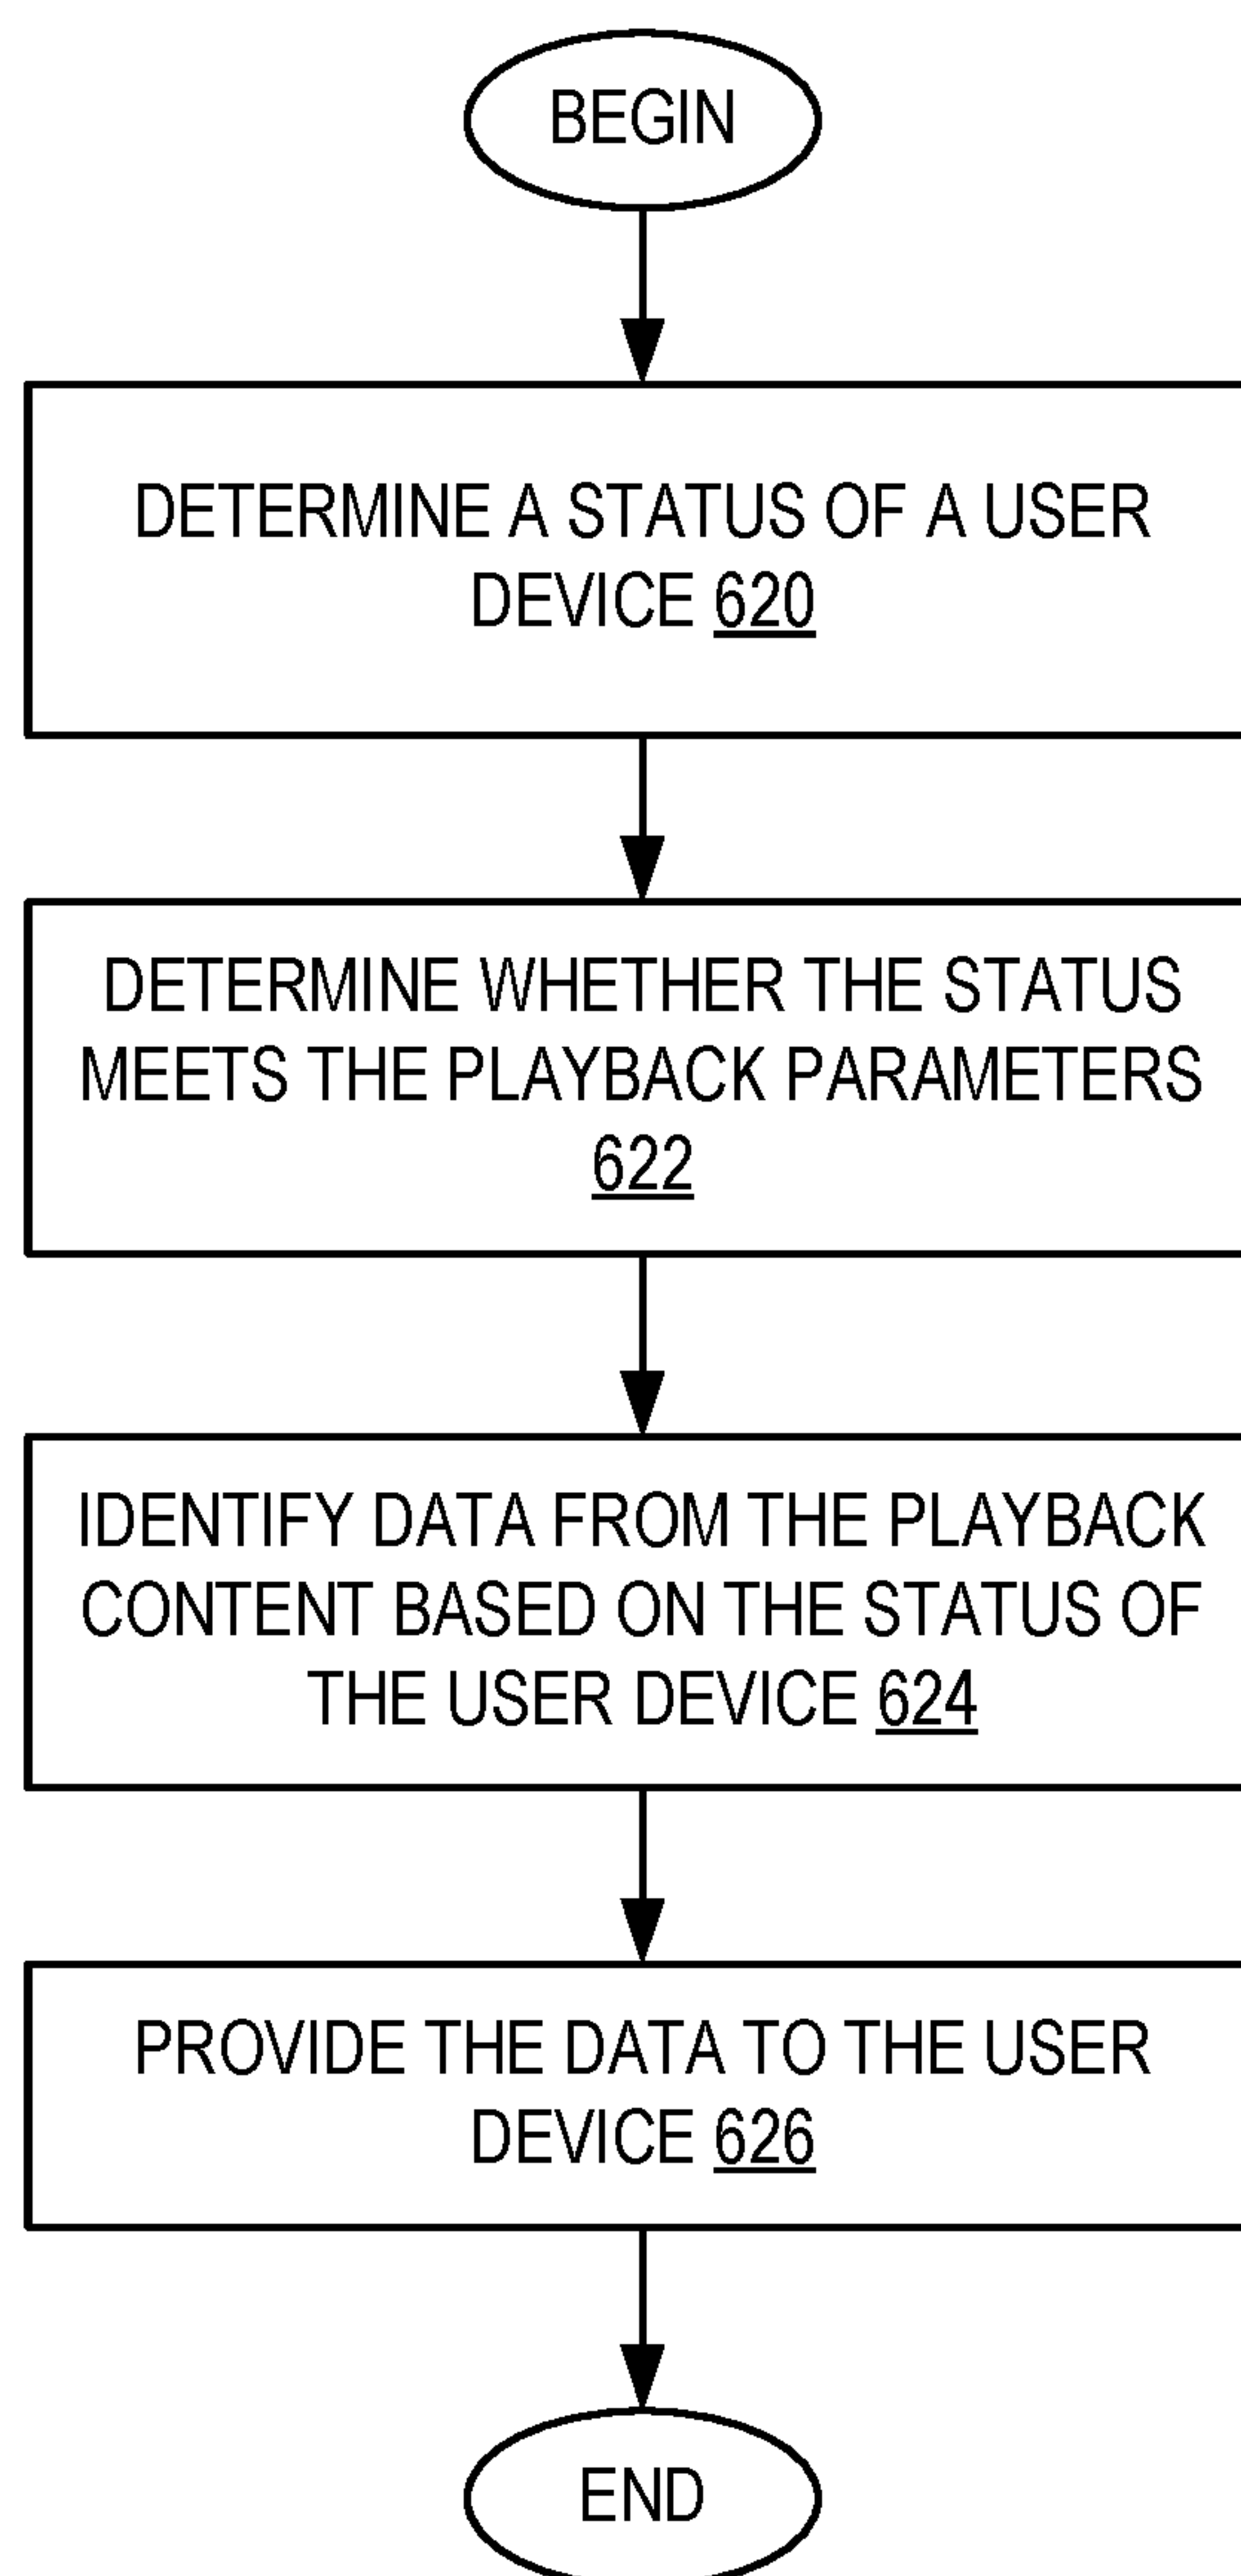 BEGIN
DETERMINE A STATUS OF A USER
DEVICE 620
DETERMINE WHETHER THE STATUS
MEETS THE PLAYBACK PARAMETERS
622
IDENTIFY DATA FROM THE PLAYBACK
CONTENT BASED ON THE STATUS OF
THE USER DEVICE 624
PROVIDE THE DATA TO THE USER
DEVICE 626
END